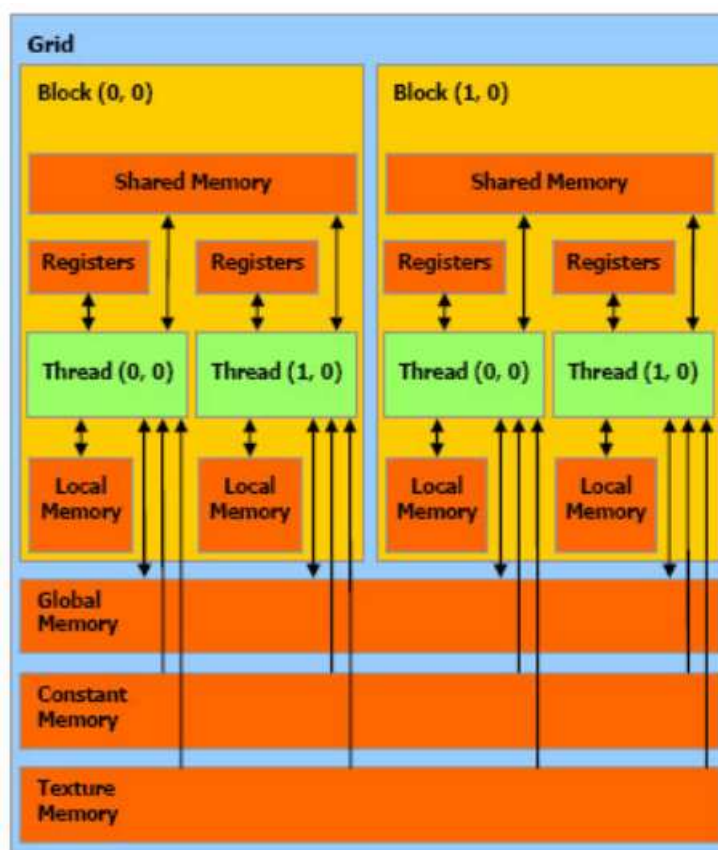 Grid
Block (0, 0)
Block (1, 0)
Shared Memory
Shared Memory
Registers
Registers
Registers
Registers
Thread (0, 0)
Thread (1, 0)
Thread (0, 0)
Thread (1, 0)
Local
Memory
Local
Memory
Local
Memory
Local
Memory
Global
Memory
Constant
Memory
Texture
Memory